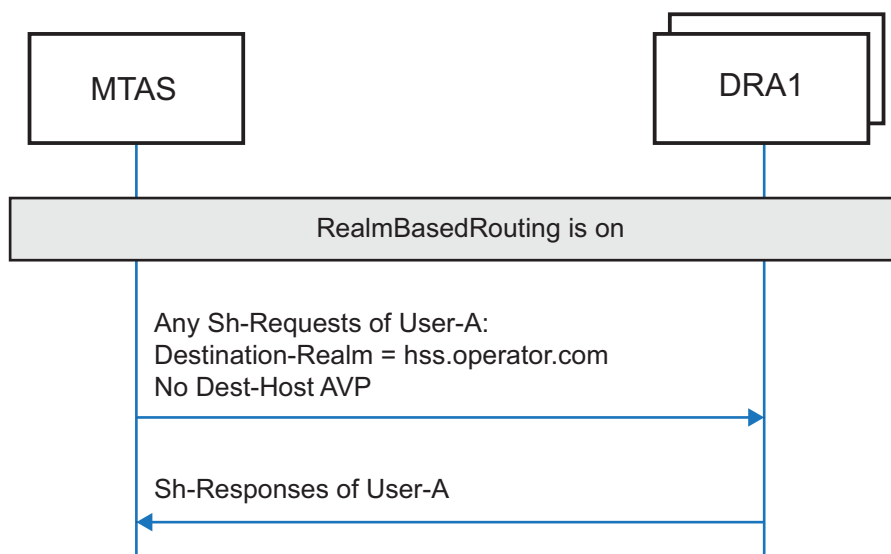 MTAS
DRA1
RealmBasedRouting is on
Any Sh-Requests of User-A:
Destination-Realm = hss.operator.com
No Dest-Host AVP
Sh-Responses of User-A